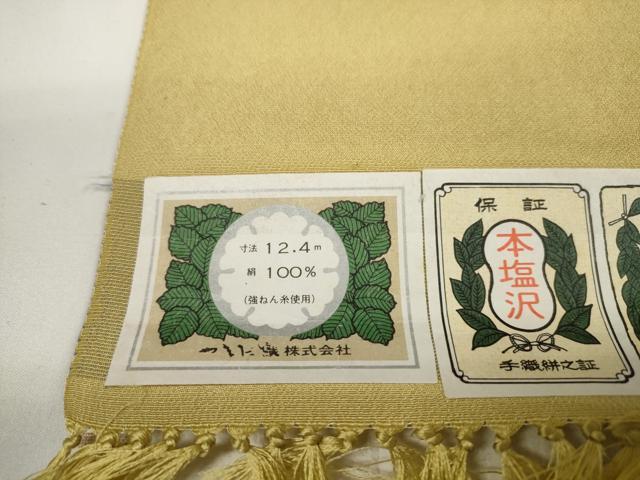 寸法 12.4m
絹 100%
(強ねん糸使用)
株式会社
保証
本塩沢
手織絣之証